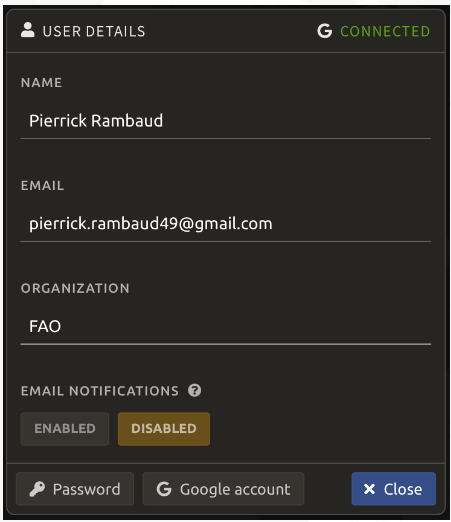 USER DETAILS G CONNECTED
NAME
Pierrick Rambaud
EMAIL
pierrick.rambaud49@gmail.com
ORGANIZATION
FAO
EMAIL NOTIFICATIONS ?
ENABLED DISABLED
Password G Google account × Close